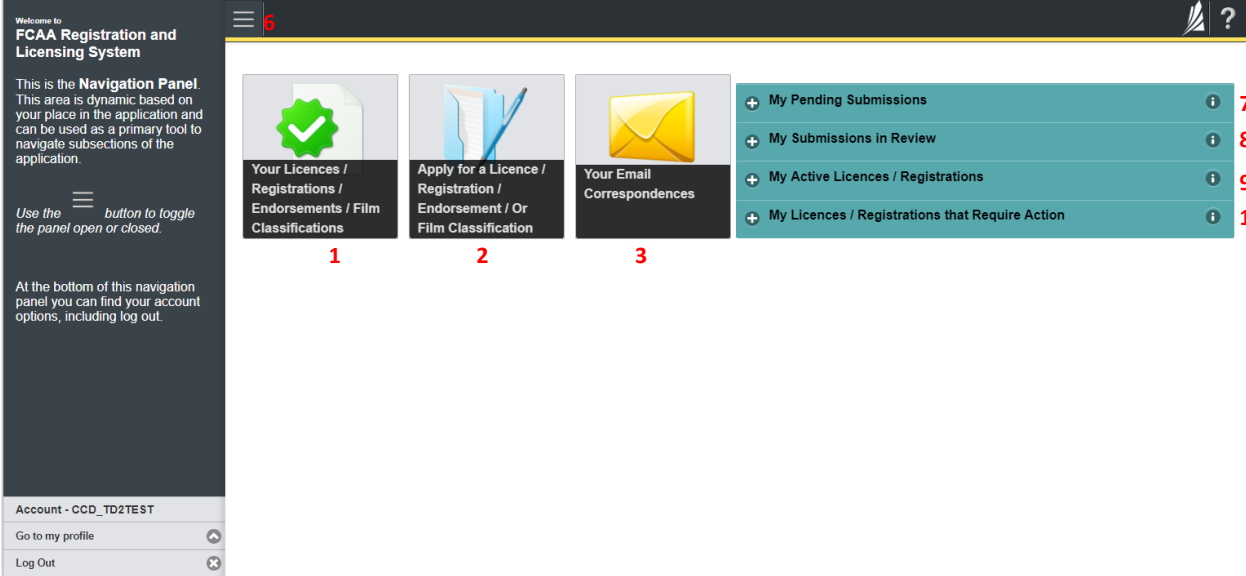 Welcome to
FCAA Registration and
Licensing System
This is the Navigation Panel.
This area is dynamic based on
your place in the application and
can be used as a primary tool to
navigate subsections of the
application.
Use the button to toggle
the panel open or closed.
At the bottom of this navigation
panel you can find your account
options, including log out.
Account - CCD_TD2TEST
Go to my profile
Log Out
6
?
Your Licences /
Registrations /
Endorsements / Film
Classifications
1
Apply for a Licence /
Registration /
Endorsement / Or
Film Classification
2
Your Email
Correspondences
3
My Pending Submissions
7
My Submissions in Review
8
My Active Licences / Registrations
9
My Licences / Registrations that Require Action
1